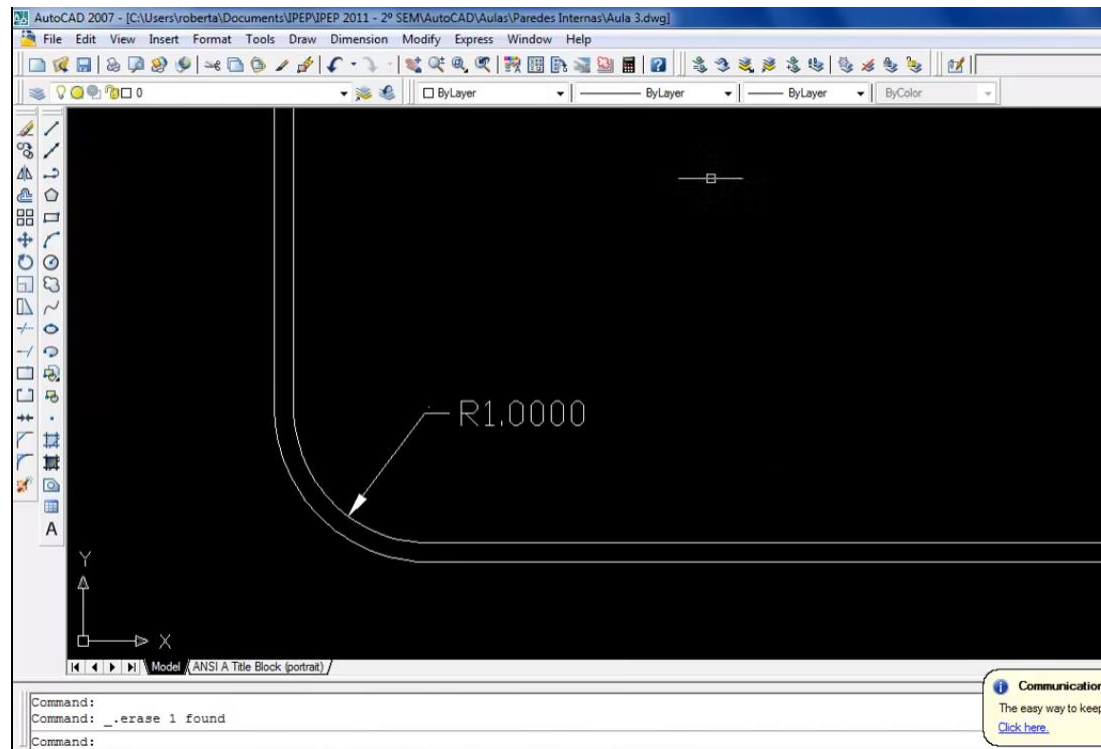 AutoCAD 2007 - [C:\Users\roberta\Documents\IPEP\IPEP 2011 - 2º SEM\AutoCAD\Aulas\Paredes Internas\Aula 3.dwg]
File Edit View Insert Format Tools Draw Dimension Modify Express Window Help
0 ByLayer ByLayer ByLayer ByColor
R1.0000
A
Y
X
Model ANSI A Title Block (portrait)
Communication
Command:
The easy way to keep
Command: _.erase 1 found
Click here.
Command: